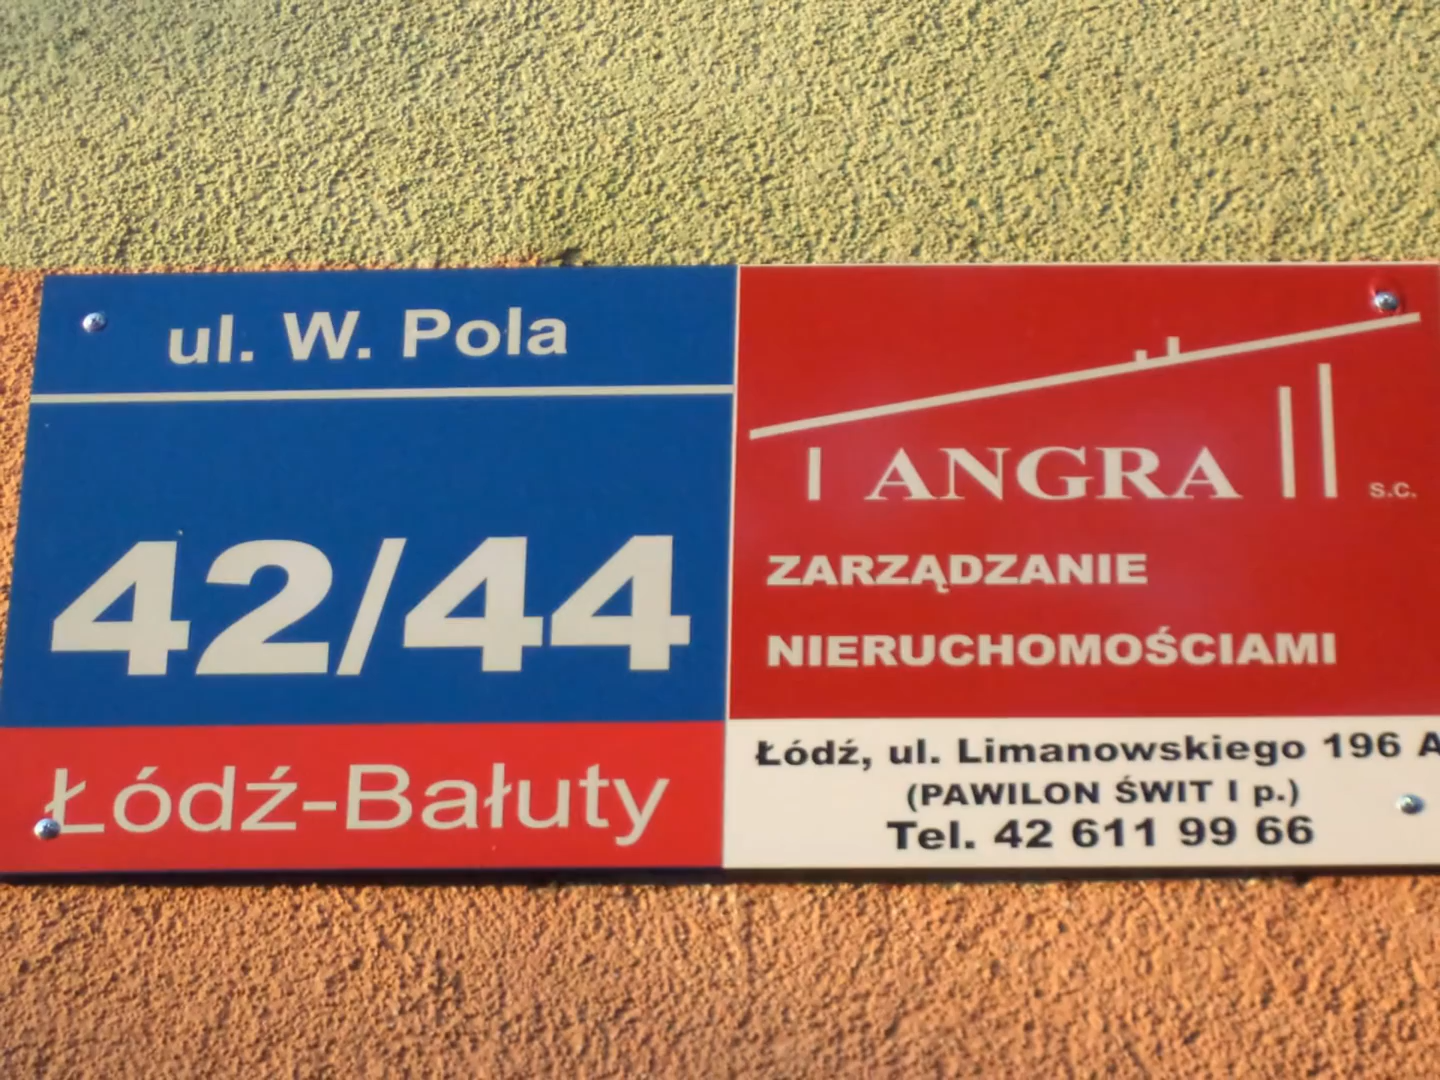 ul. W. Pola
42/44
Łódź-Bałuty
ANGRA s.c.
ZARZĄDZANIE
NIERUCHOMOŚCIAMI
Łódź, ul. Limanowskiego 196 A
(PAWILON ŚWIT I p.)
Tel. 42 611 99 66